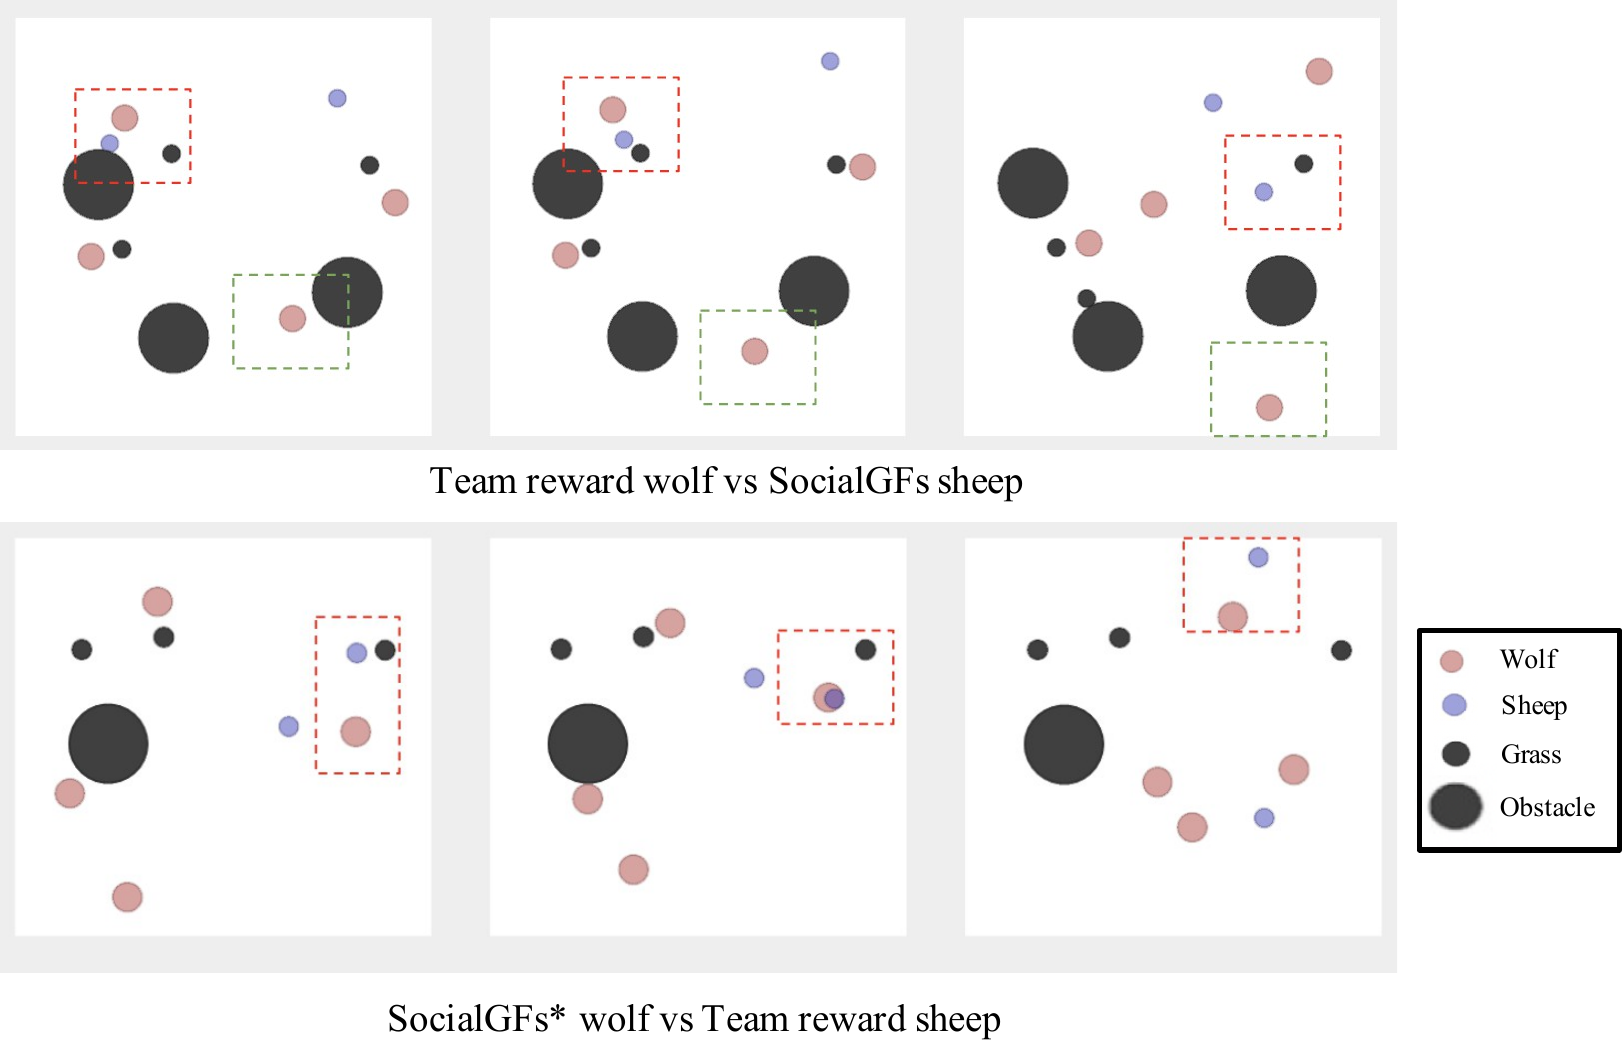 Team reward wolf vs SocialGFs sheep
Wolf
Sheep
Grass
Obstacle
SocialGFs* wolf vs Team reward sheep